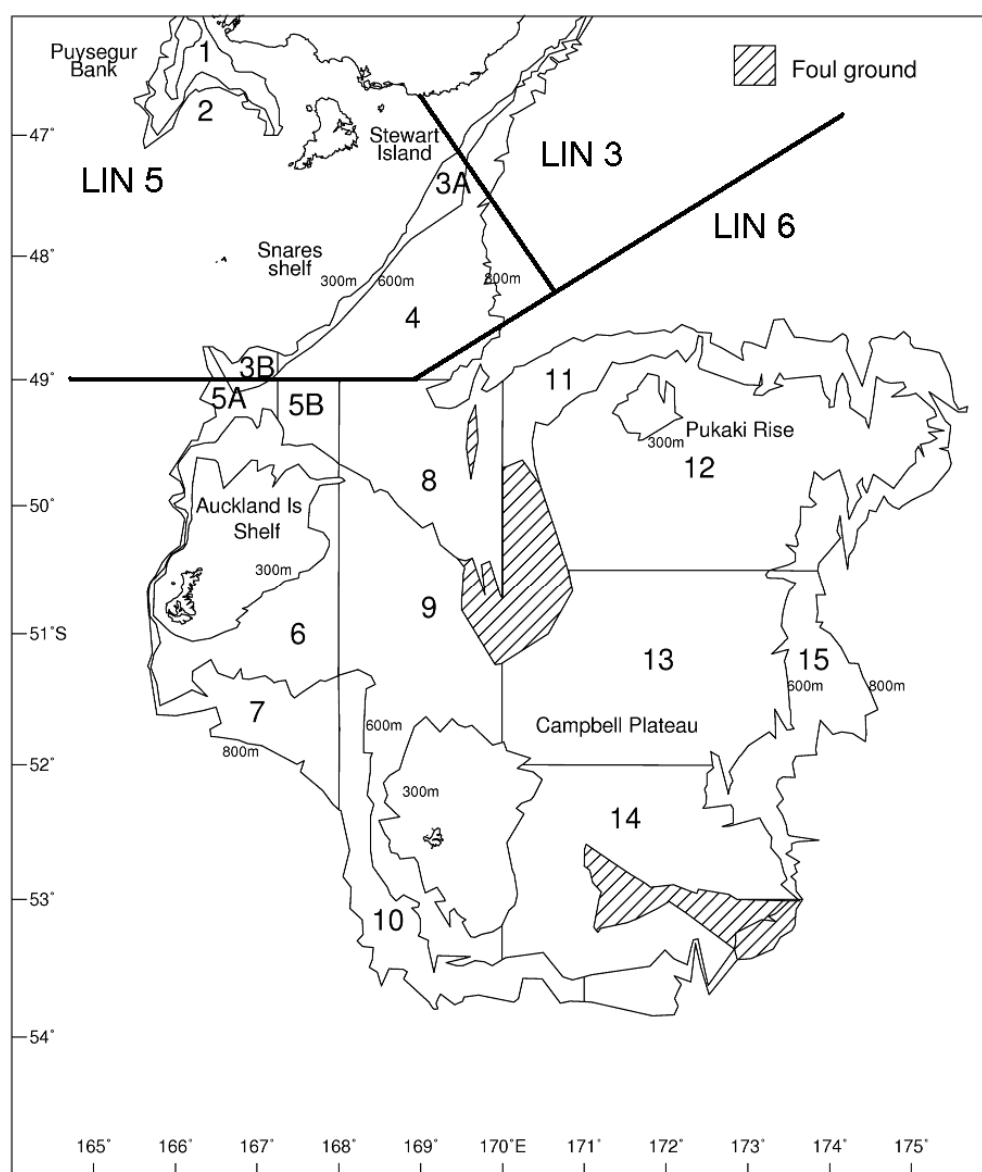 1
Puysegur
Bank
Foul ground
2
47°
Stewart
Island
LIN 3
LIN 5
3A
LIN 6
Snares
shelf
300m
600m
800m
48°
4
3B
49°
5A
5B
11
Pukaki Rise
300m
12
8
50°
Auckland Is
Shelf
300m
9
51°S
6
13
15
600m
800m
7
600m
Campbell Plateau
800m
52°
300m
14
53°
10
54°
165 166 167 168 169 170°E 171 172 173 174 175